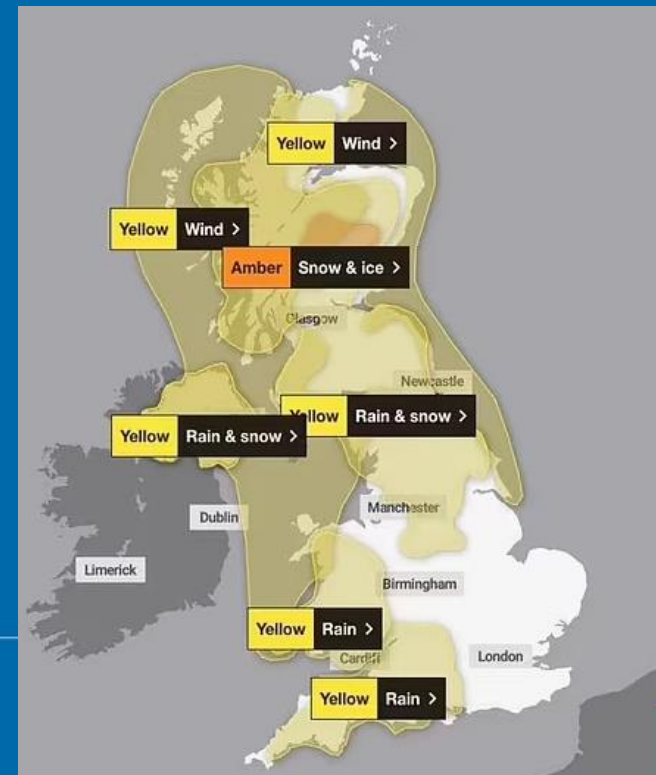 Yellow Wind >
Yellow Wind >
Amber Snow & ice >
Glasgow
Newcastle
Yellow Rain & snow >
Yellow Rain & snow >
Manchester
Dublin
Limerick
Birmingham
Yellow Rain >
Cardiff
London
Yellow Rain >